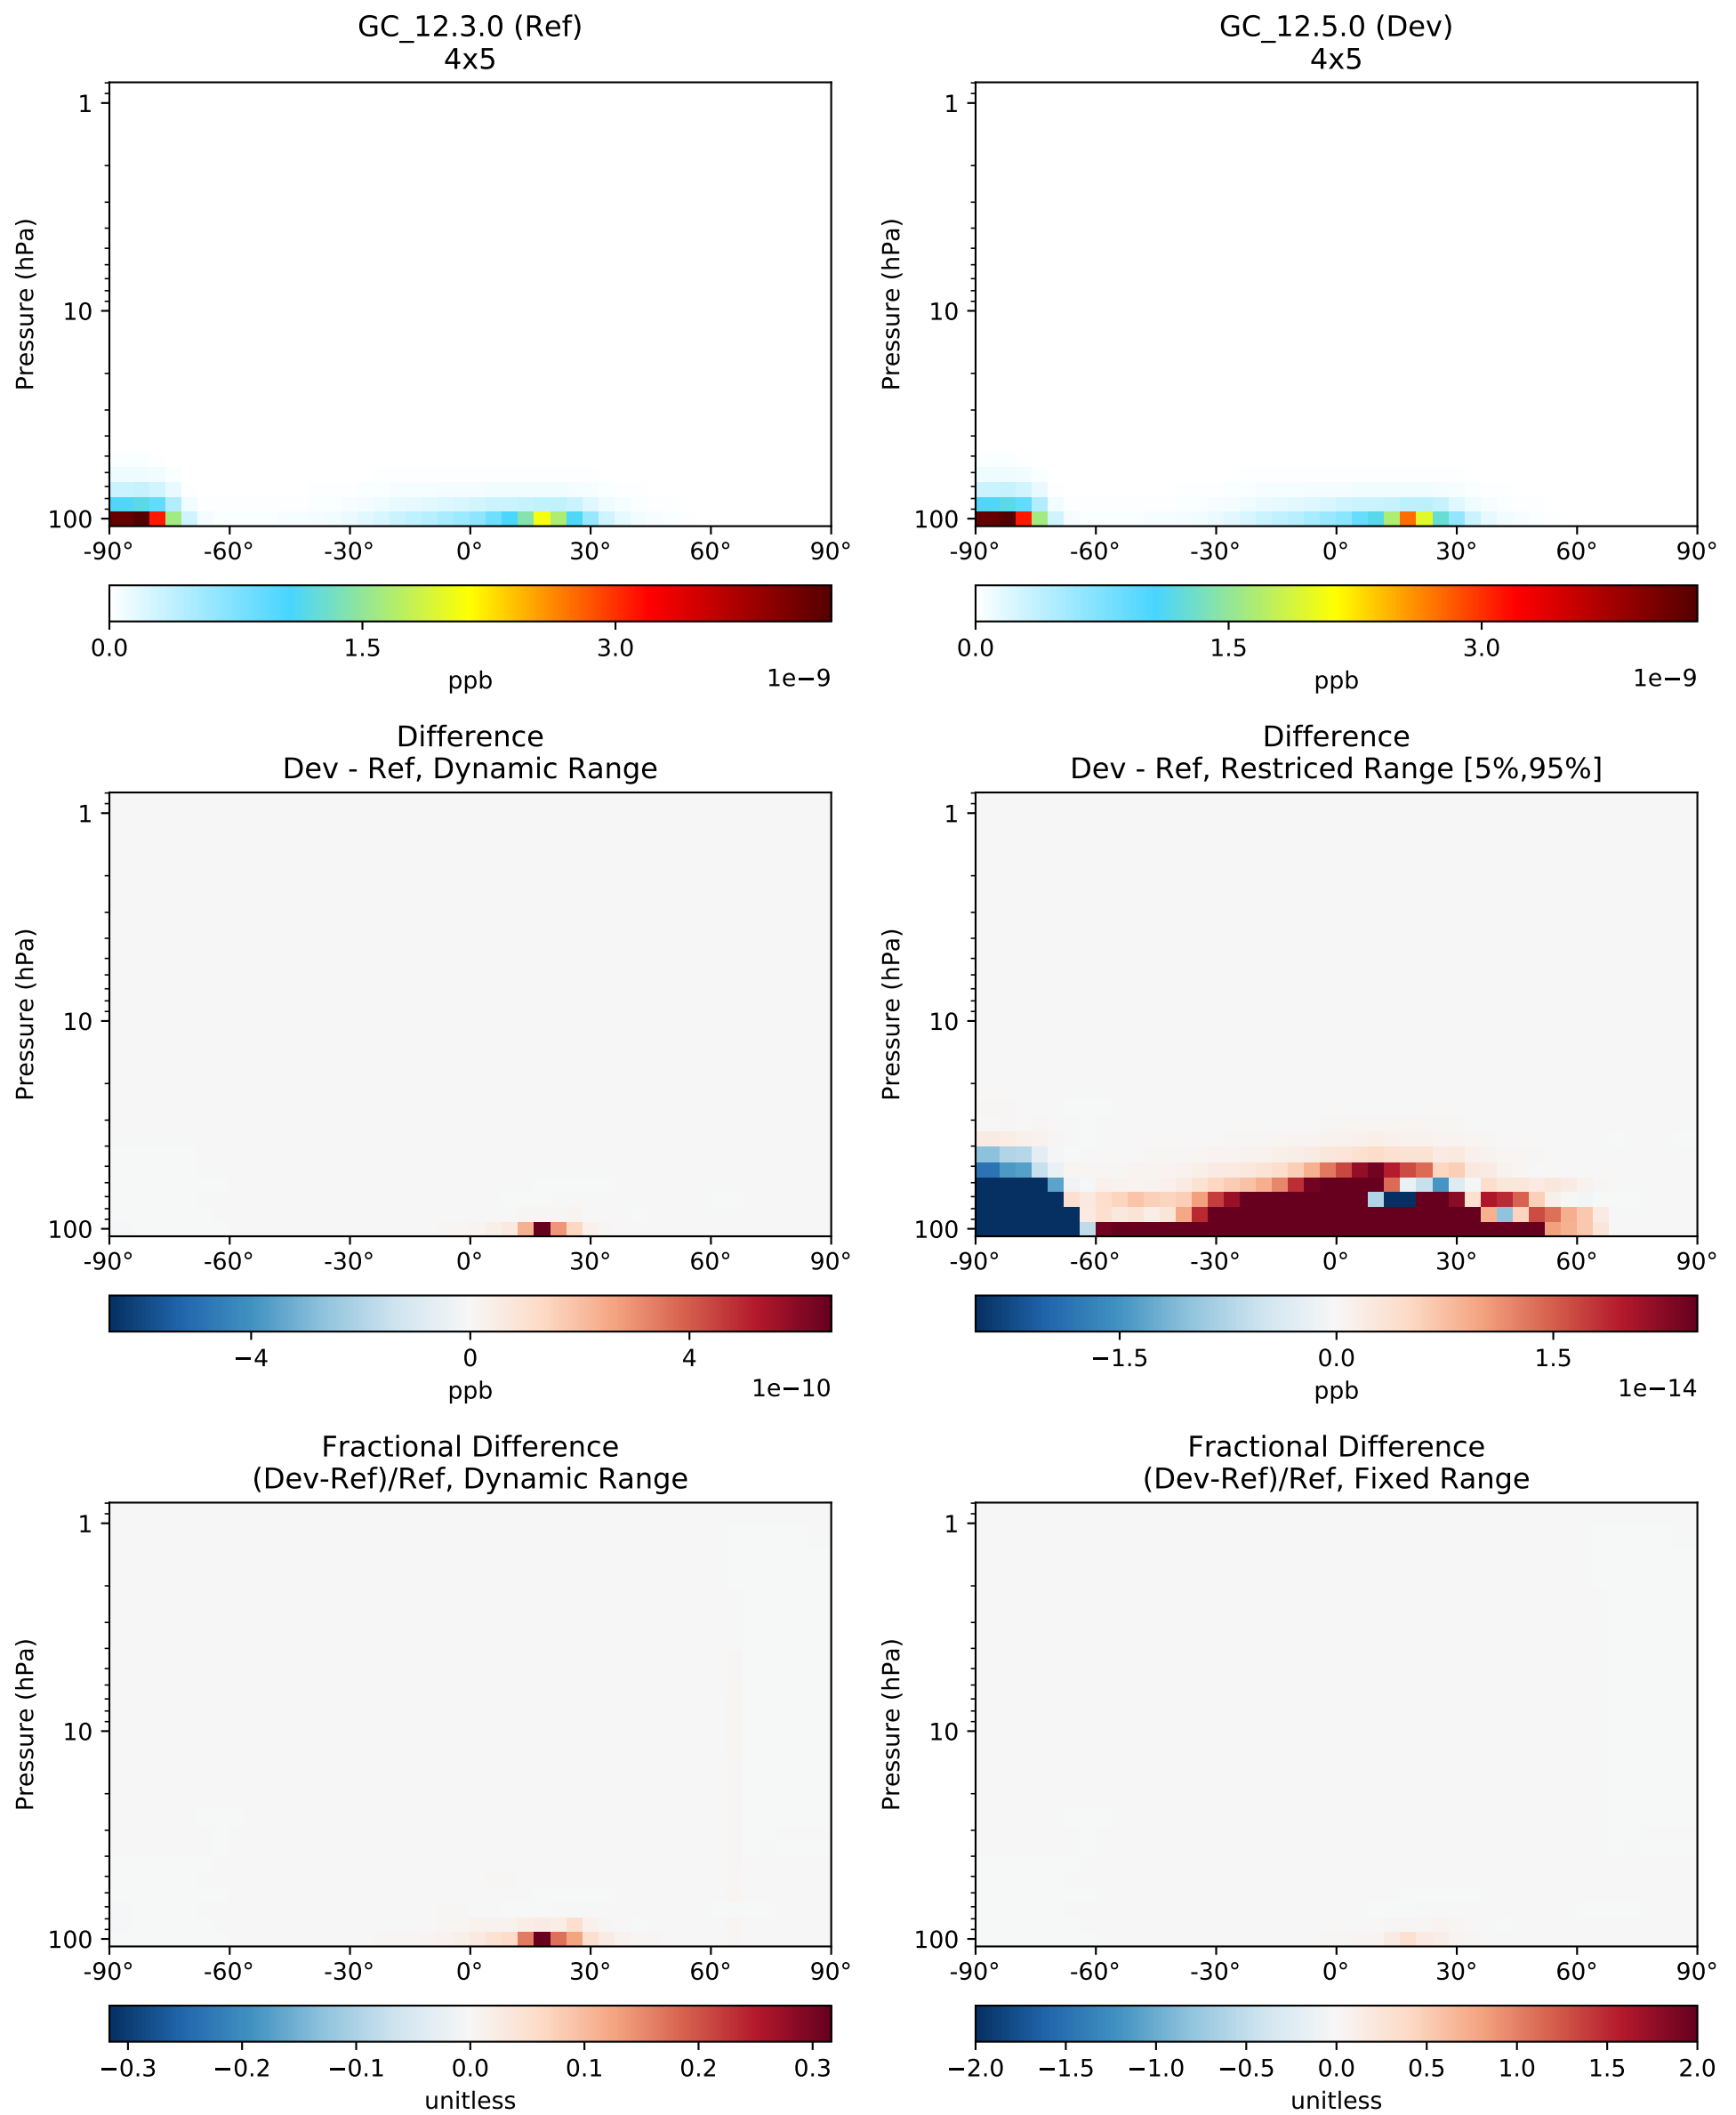 GC_12.3.0 (Ref)
4x5
Pressure (hPa)
1
10
100
-90° -60° -30° 0° 30° 60° 90°
0.0 1.5 3.0
1e−9
ppb
GC_12.5.0 (Dev)
4x5
Pressure (hPa)
1
10
100
-90° -60° -30° 0° 30° 60° 90°
0.0 1.5 3.0
1e−9
ppb
Difference
Dev - Ref, Dynamic Range
Pressure (hPa)
1
10
100
-90° -60° -30° 0° 30° 60° 90°
−4 0 4
1e−10
ppb
Difference
Dev - Ref, Restriced Range [5%,95%]
Pressure (hPa)
1
10
100
-90° -60° -30° 0° 30° 60° 90°
−1.5 0.0 1.5
1e−14
ppb
Fractional Difference
(Dev-Ref)/Ref, Dynamic Range
Pressure (hPa)
1
10
100
-90° -60° -30° 0° 30° 60° 90°
−0.3 −0.2 −0.1 0.0 0.1 0.2 0.3
unitless
Fractional Difference
(Dev-Ref)/Ref, Fixed Range
Pressure (hPa)
1
10
100
-90° -60° -30° 0° 30° 60° 90°
−2.0 −1.5 −1.0 −0.5 0.0 0.5 1.0 1.5 2.0
unitless